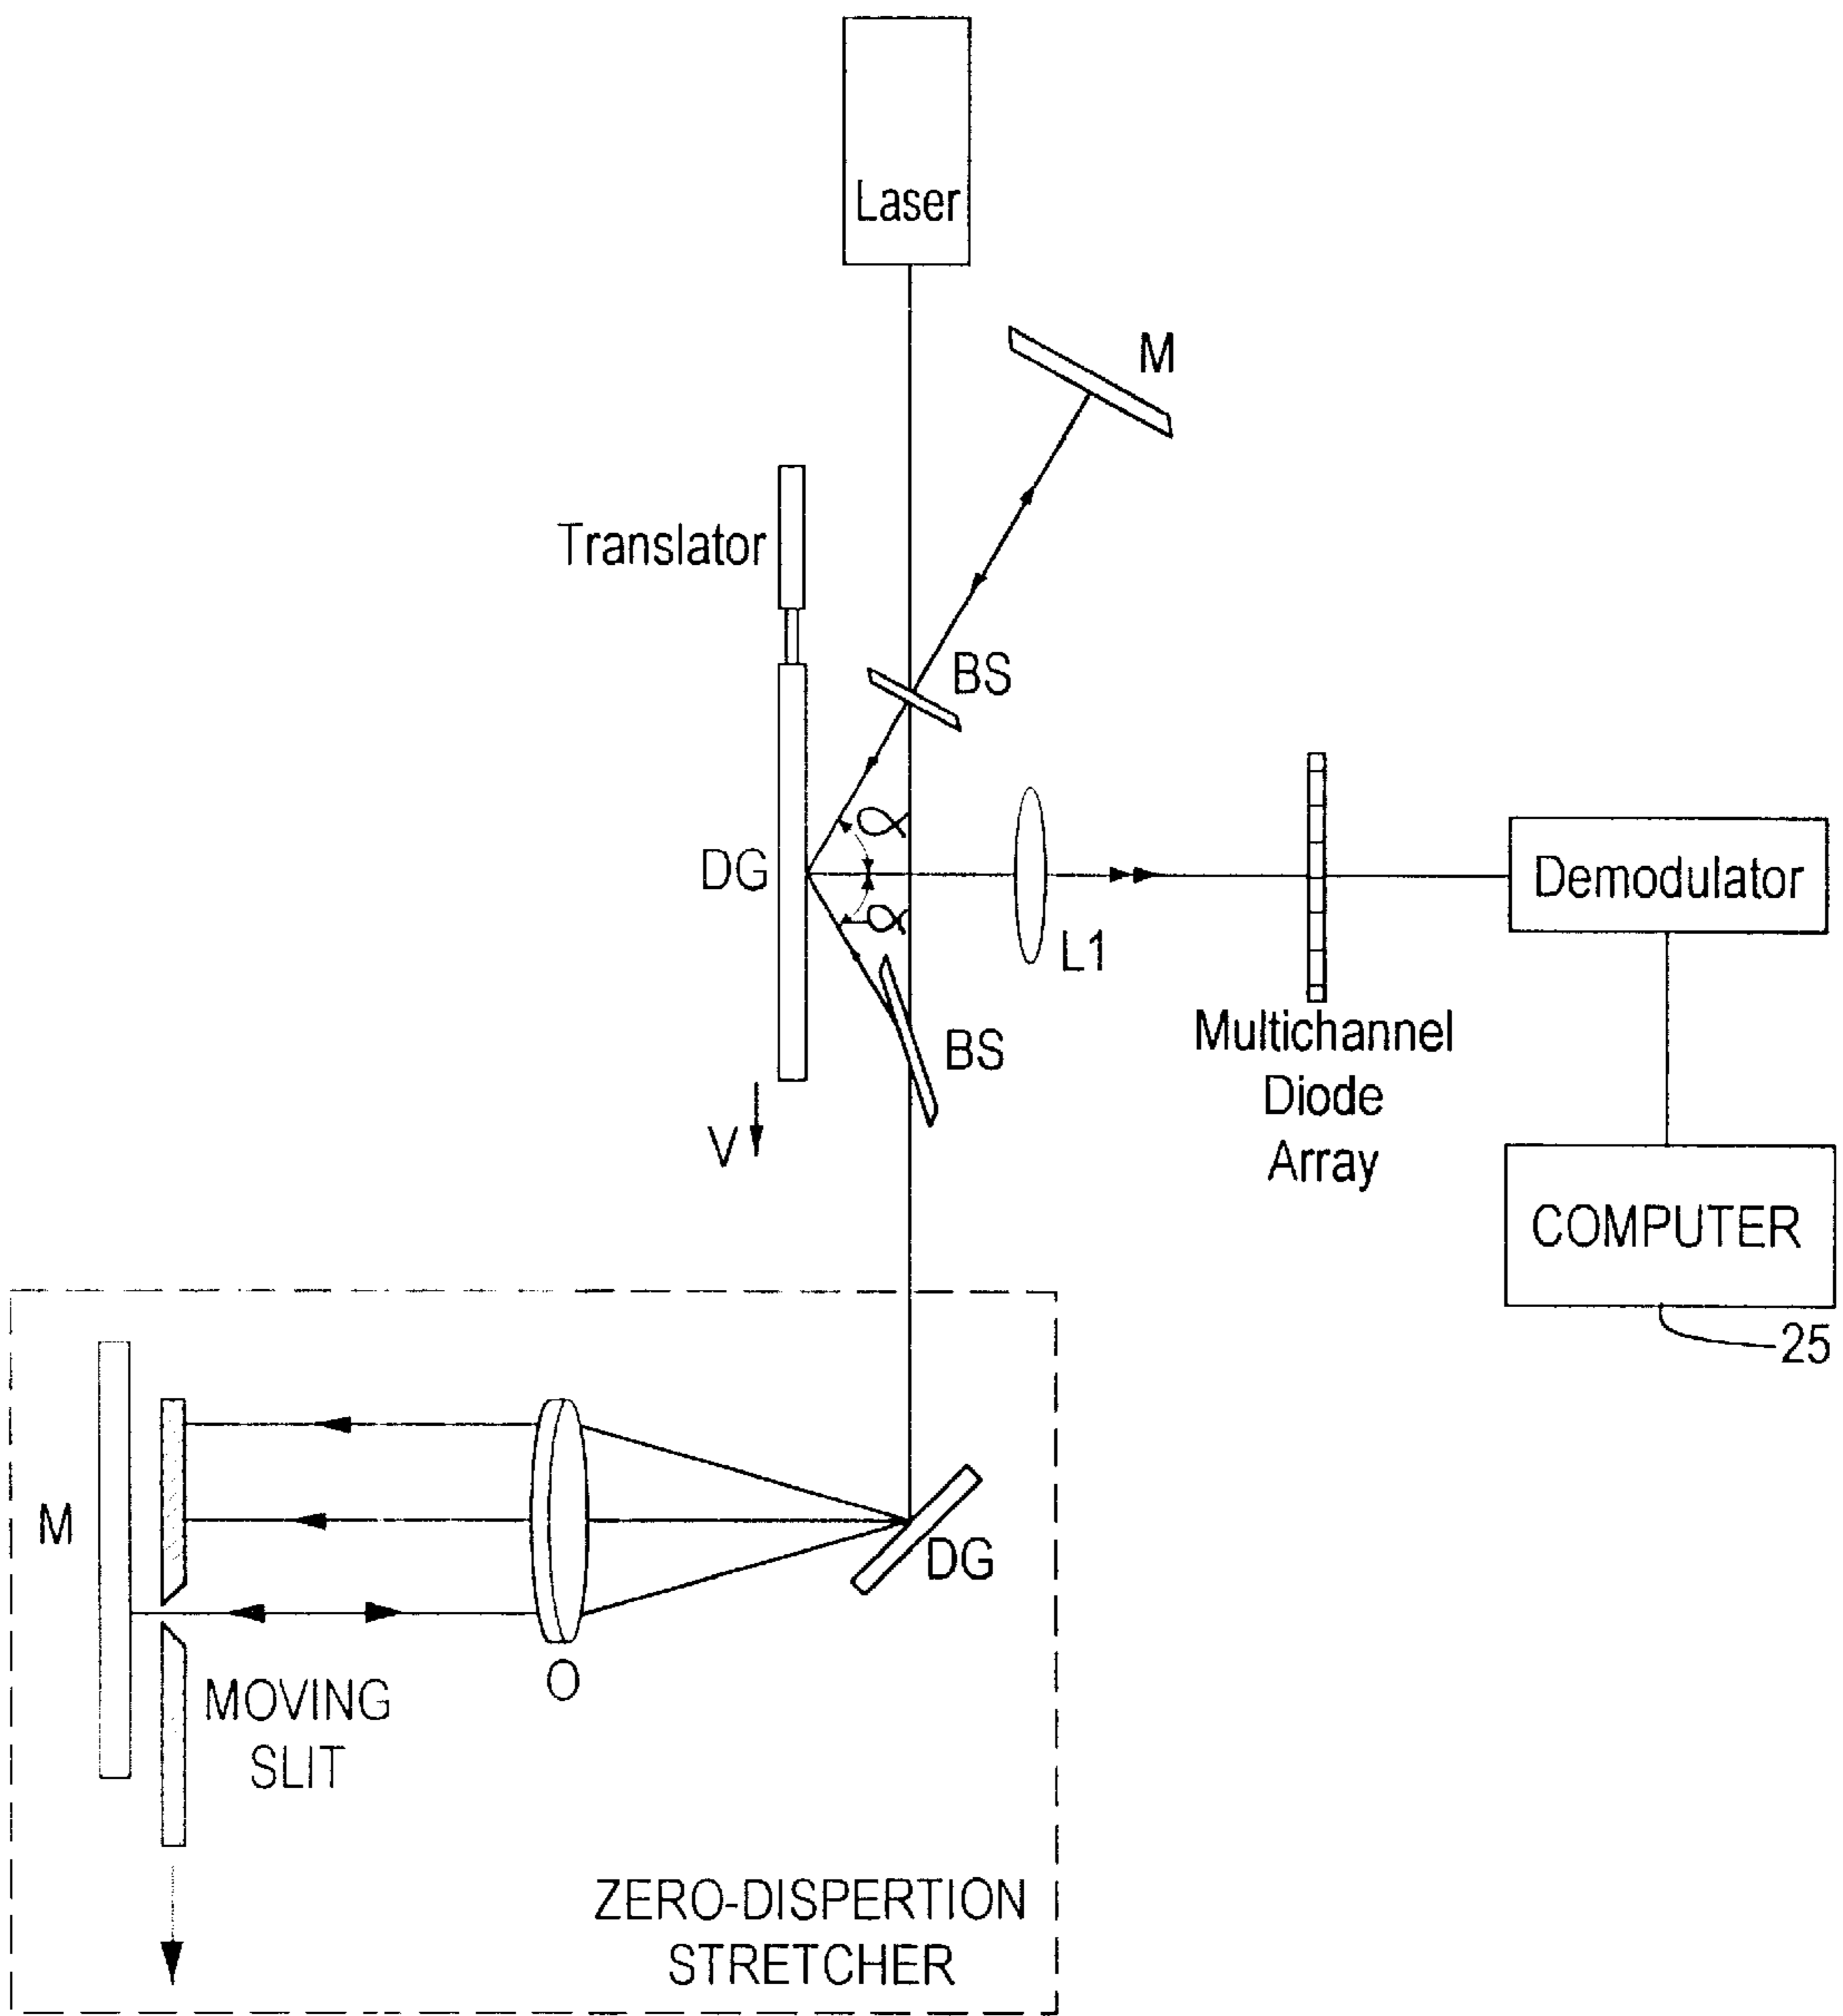 Laser
M
Translator
BS
α
DG
α
L1
Demodulator
BS
Multichannel
Diode
Array
V
COMPUTER
25
M
DG
O
MOVING
SLIT
ZERO-DISPERTION
STRETCHER